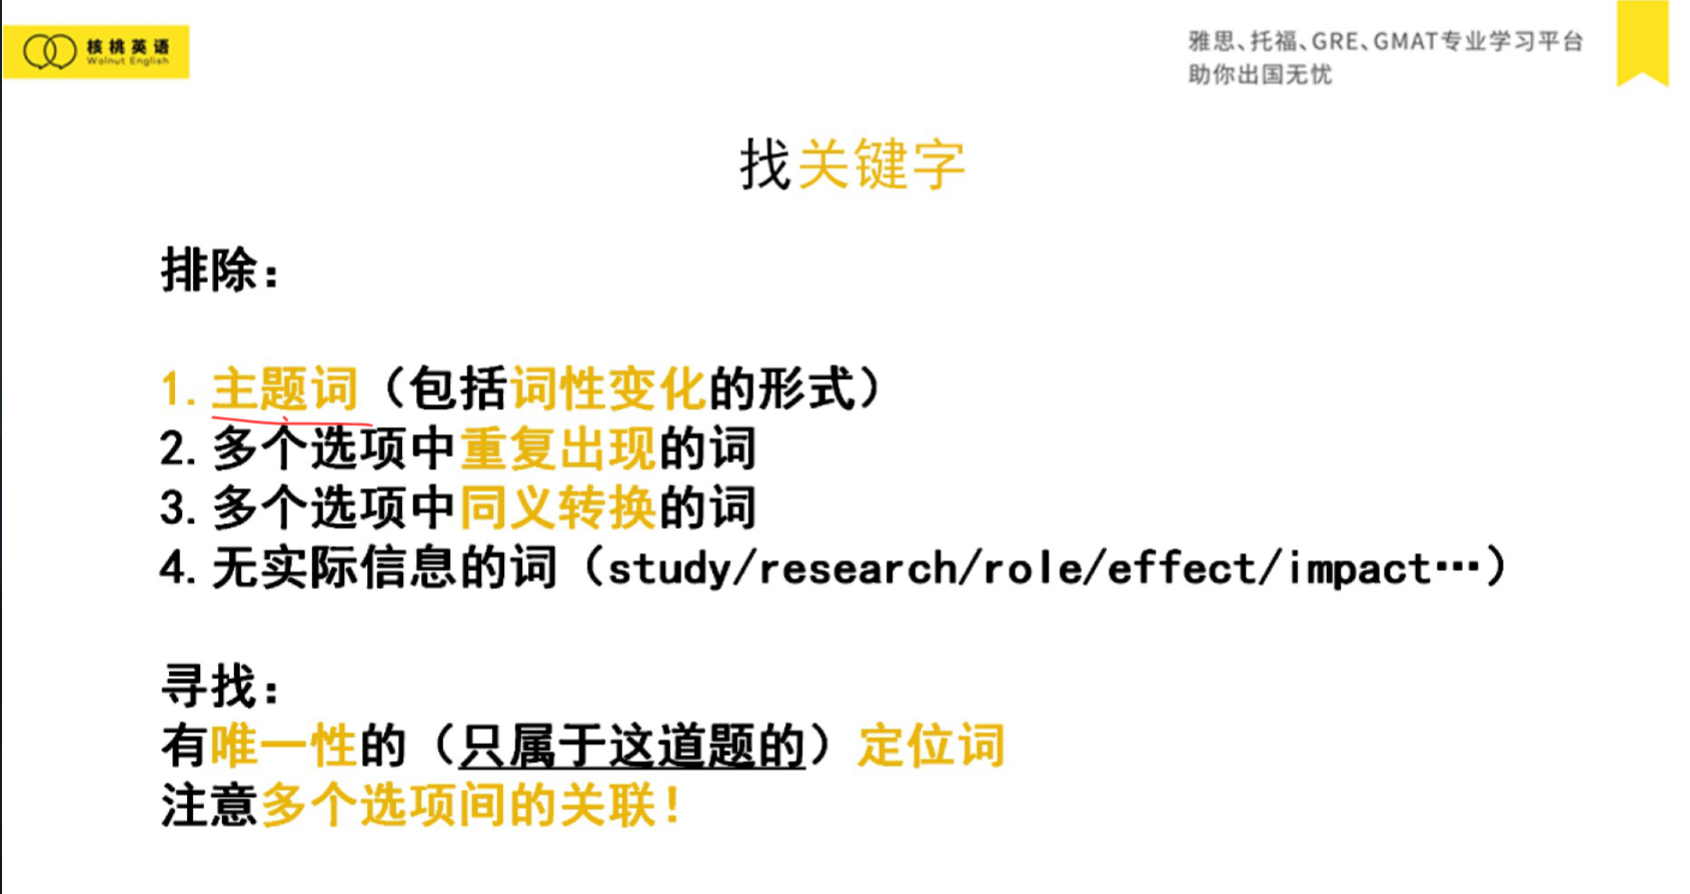 核桃英语
Walnut English
雅思、托福、GRE、GMAT专业学习平台
助你出国无忧
找关键字
排除：
1. 主题词（包括词性变化的形式）
2. 多个选项中重复出现的词
3. 多个选项中同义转换的词
4. 无实际信息的词（study/research/role/effect/impact…）
寻找：
有唯一性的（只属于这道题的）定位词
注意多个选项间的关联！